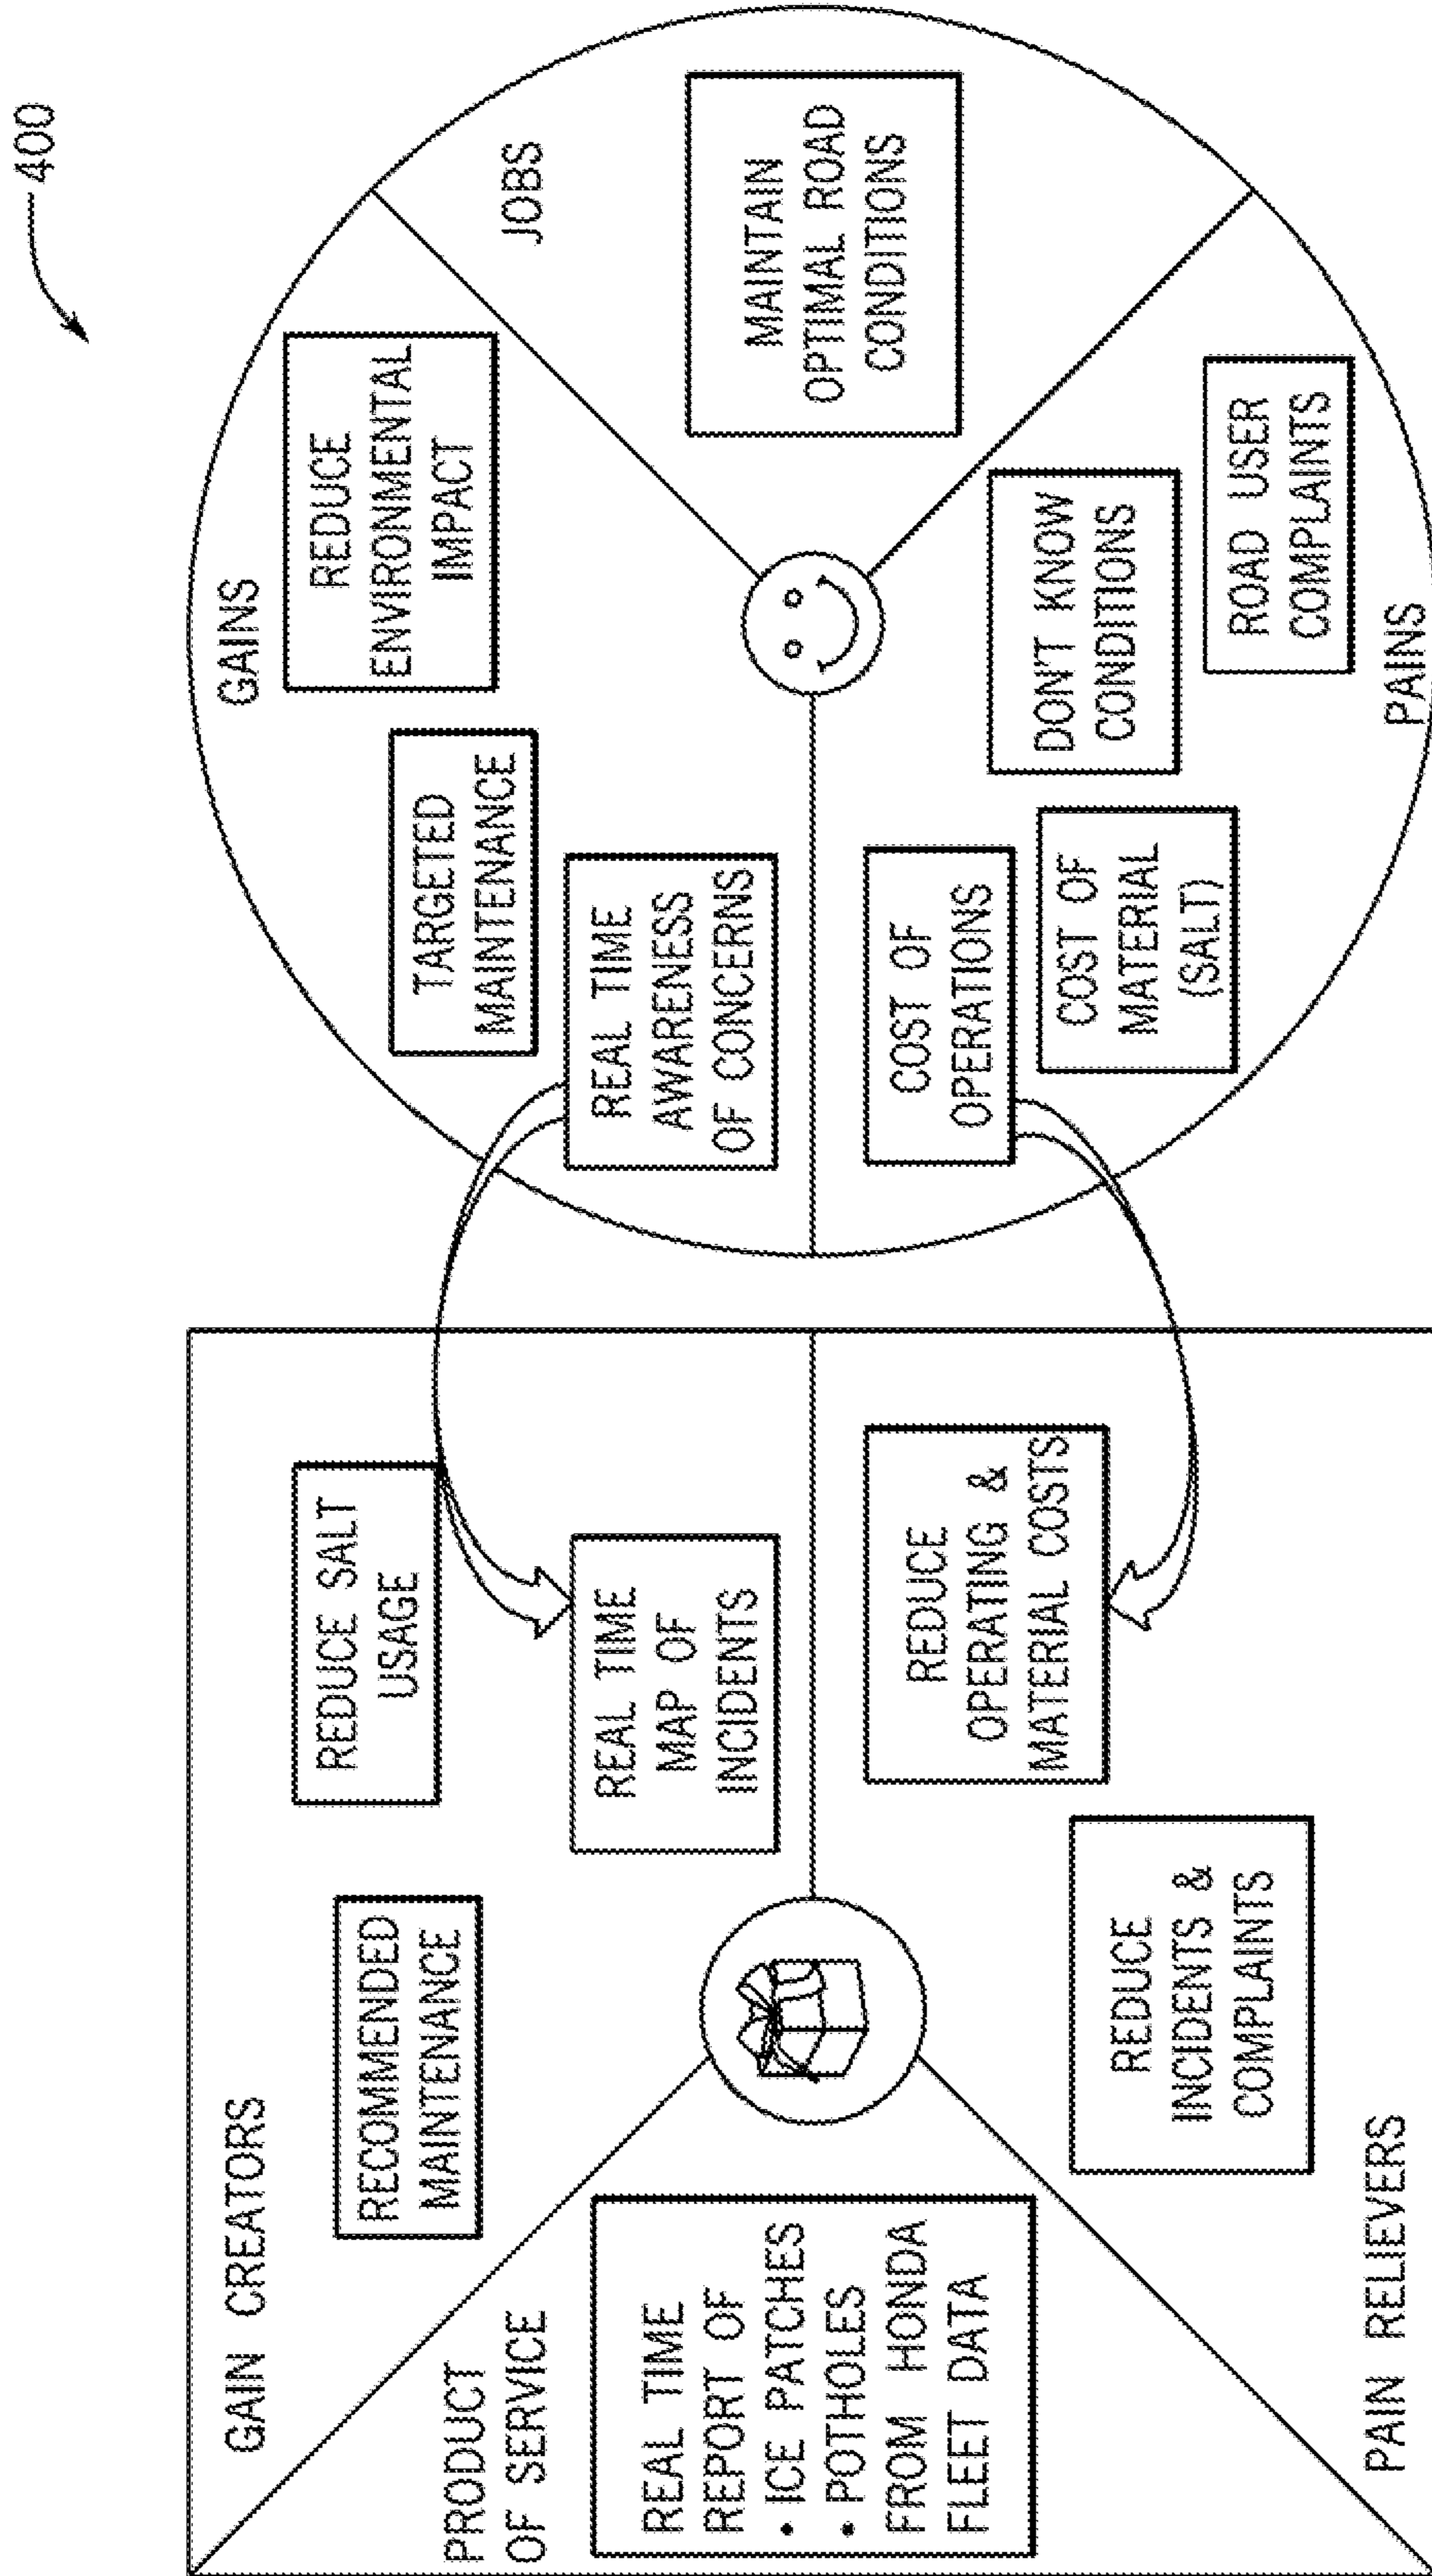 400
GAIN CREATORS
RECOMMENDED
MAINTENANCE
REDUCE SALT
USAGE
REAL TIME
MAP OF
INCIDENTS
PRODUCT
OF SERVICE
REAL TIME
REPORT OF
• ICE PATCHES
• POTHOLES
FROM HONDA
FLEET DATA
REDUCE
OPERATING &
MATERIAL COSTS
REDUCE
INCIDENTS &
COMPLAINTS
PAIN RELIEVERS
GAINS
REDUCE
ENVIRONMENTAL
IMPACT
TARGETED
MAINTENANCE
REAL TIME
AWARENESS
OF CONCERNS
JOBS
MAINTAIN
OPTIMAL ROAD
CONDITIONS
COST OF
OPERATIONS
DON'T KNOW
CONDITIONS
COST OF
MATERIAL
(SALT)
ROAD USER
COMPLAINTS
PAINS